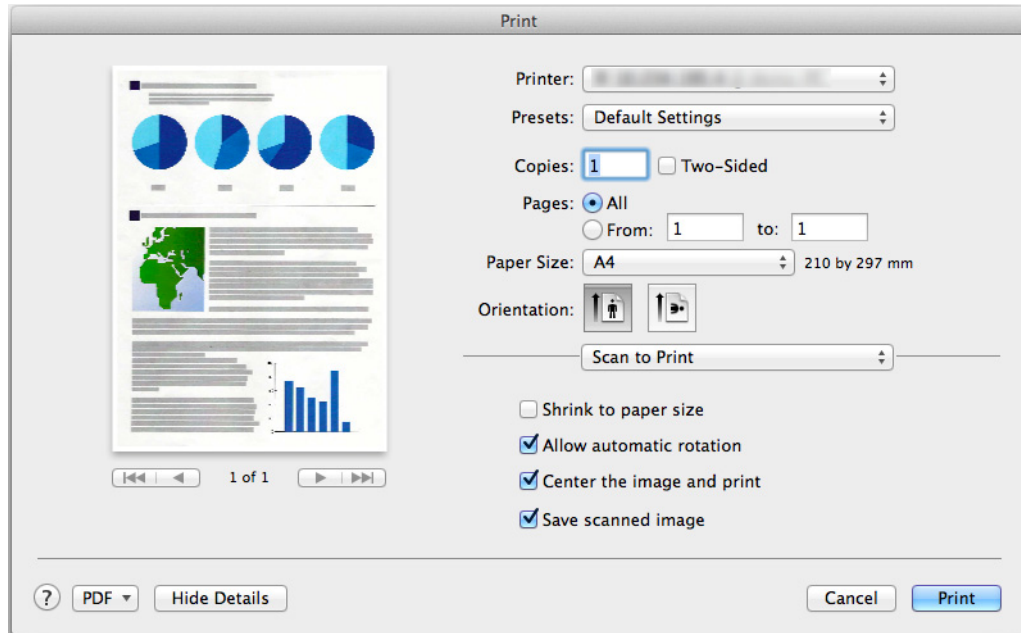 Print
Printer:
Presets: Default Settings
Copies: 1 Two-Sided
Pages: All
From: 1 to: 1
Paper Size: A4 210 by 297 mm
Orientation:
Scan to Print
Shrink to paper size
Allow automatic rotation
Center the image and print
Save scanned image
1 of 1
? PDF Hide Details Cancel Print